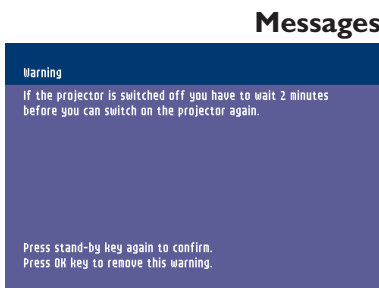 Messages
Warning
If the projector is switched off you have to wait 2 minutes
before you can switch on the projector again.
Press stand-by key again to confirm.
Press OK key to remove this warning.